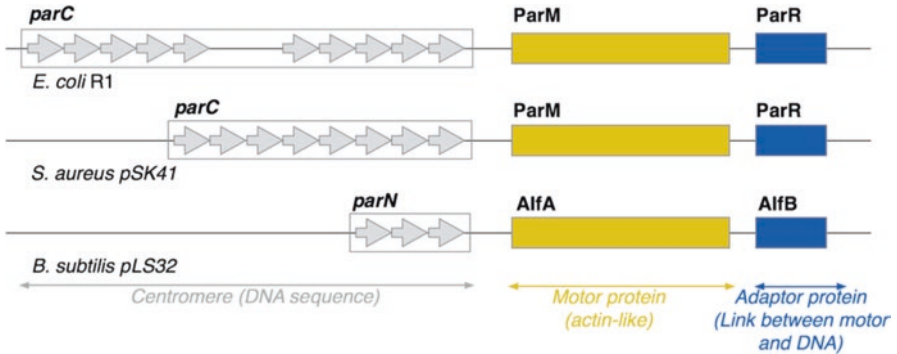 parC ParM ParR
E. coli R1
parC ParM ParR
S. aureus pSK41
parN AlfA AlfB
B. subtilis pLS32
Centromere (DNA sequence)
Motor protein
(actin-like)
Adaptor protein
(Link between motor
and DNA)